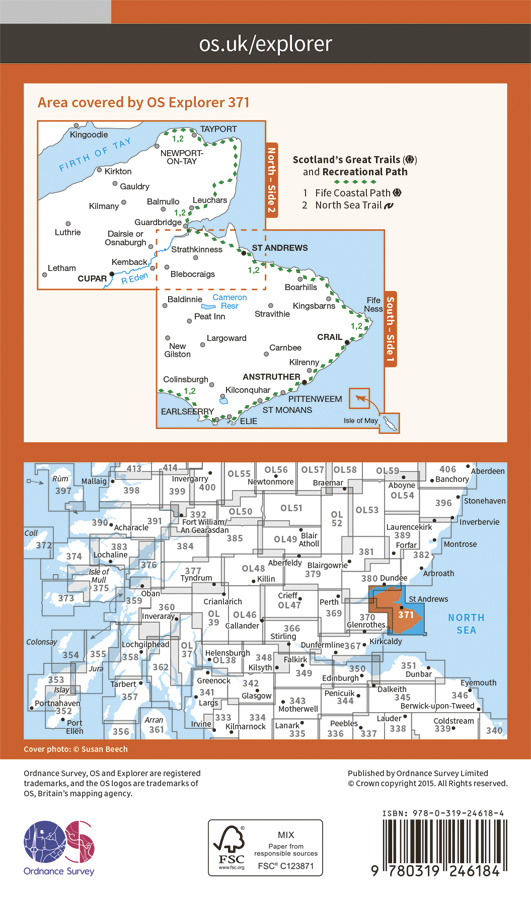 os.uk/explorer
Area covered by OS Explorer 371
Kingoodie
TAYPORT
1,2
FIRTH OF TAY
NEWPORT-
ON-TAY
North – Side 2
Kirkton
Gauldry
Kilmany
Balmullo
Leuchars
1,2
Guardbridge
Luthrie
Dairsie or
Osnaburgh
Strathkinness
ST ANDREWS
Kemback
Letham
CUPAR
R Eden
Blebocraigs
1,2
Boarhills
Baldinnie
Cameron
Resr
Kingsbarns
Fife
Ness
Stravithie
Peat Inn
South – Side 1
1,2
Largoward
CRAIL
New
Gilston
Carnbee
Kilrenny
Colinsburgh
ANSTRUTHER
1,2
Kilconquhar
PITTENWEEM
EARLSFERRY
ST MONANS
ELIE
Isle of May
Scotland's Great Trails ( )
and Recreational Path
1 Fife Coastal Path
2 North Sea Trail
413
414
OL55
OL56
OL57
OL58
OL59
406
Aberdeen
Rùm
397
Mallaig
398
Invergarry
399
400
Newtonmore
Braemar
Aboyne
Banchory
OL54
396
Stonehaven
390
Acharacle
391
392
Fort William/
An Gearasdan
OL50
OL51
OL
52
OL53
Laurencekirk
389
Inverbervie
Coll
372
374
383
Lochaline
384
385
OL49
Blair
Atholl
381
Forfar
382
Montrose
376
Isle of
Mull
373
375
377
Tyndrum
OL48
Killin
Aberfeldy
Blairgowrie
379
380
Dundee
Arbroath
359
Oban
360
Inveraray
Crianlarich
OL
39
OL46
Callander
Crieff
OL47
Perth
369
370
Glenrothes
371
St Andrews
NORTH
SEA
Colonsay
354
355
Jura
Lochgilphead
358
362
OL
37
Helensburgh
OL38
348
Kilsyth
366
Stirling
Dunfermline
367
Kirkcaldy
Falkirk
349
350
Edinburgh
351
Dunbar
353
Islay
Tarbert
357
Greenock
341
Largs
342
Glasgow
343
Motherwell
Penicuik
344
Dalkeith
345
346
Eyemouth
Berwick-upon-Tweed
Portnahaven
352
Port
Ellen
356
Arran
361
Irvine
333
Kilmarnock
334
Lanark
335
336
Peebles
337
Lauder
338
Coldstream
339
340
Cover photo: © Susan Beech
Ordnance Survey, OS and Explorer are registered
trademarks, and the OS logos are trademarks of
OS, Britain's mapping agency.
Published by Ordnance Survey Limited
© Crown copyright 2015. All Rights reserved.
OS
Ordnance Survey
FSC
www.fsc.org
MIX
Paper from
responsible sources
FSC® C123871
ISBN: 978-0-319-24618-4
9 780319 246184